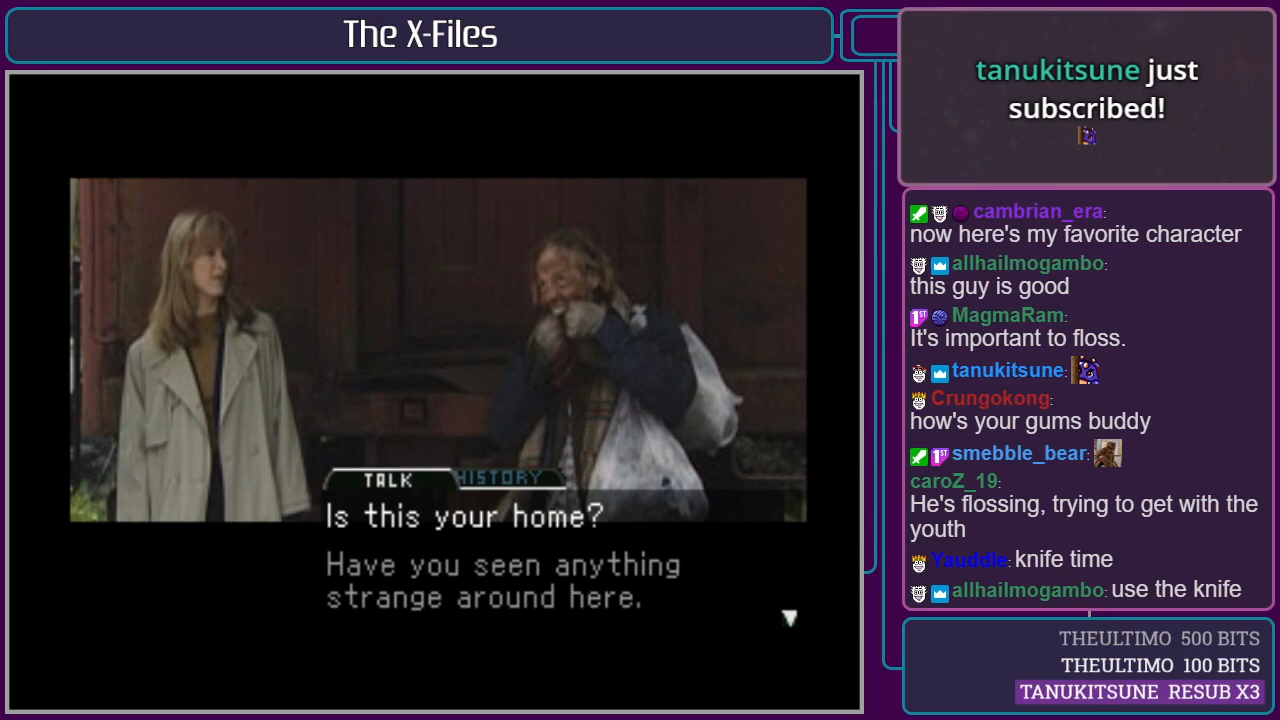 The X-Files
tanukitsune just
subscribed!
cambrian_era:
now here's my favorite character
allhailmogambo:
this guy is good
1ST MagmaRam:
It's important to floss.
tanukitsune:
Crungokong:
how's your gums buddy
1ST smebble_bear:
caroZ_19:
He's flossing, trying to get with the
youth
Yauddle: knife time
allhailmogambo: use the knife
TALK HISTORY
Is this your home?
Have you seen anything
strange around here.
THEULTIMO 500 BITS
THEULTIMO 100 BITS
TANUKITSUNE RESUB X3